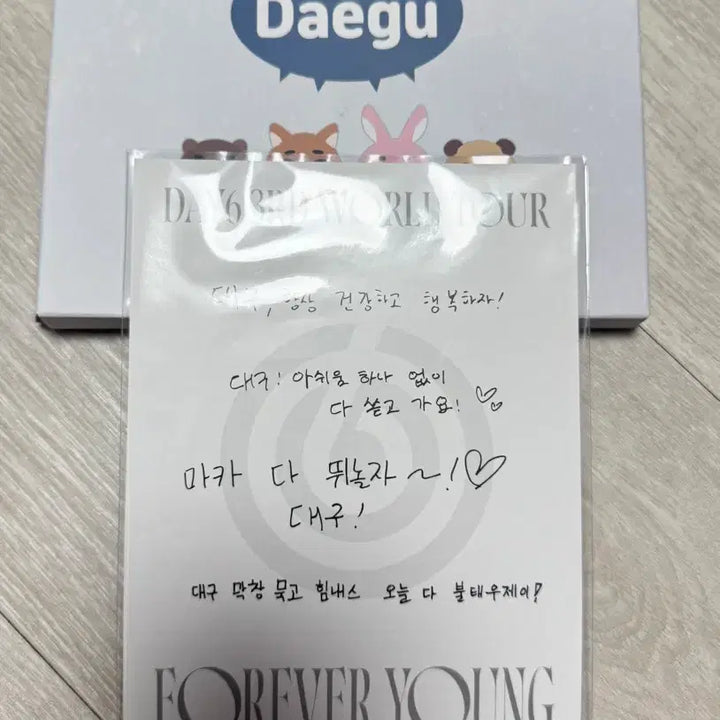 Daegu
DAY6 3RD WORLD TOUR
대구, 항상 건강하고 행복하자!
대구! 아쉬움 하나 없이
다 쏟고 가요!
마카 다 뛰놀자~!
대구!
대구 막창 묵고 힘내스 오늘 다 불태우제이?
FOREVER YOUNG